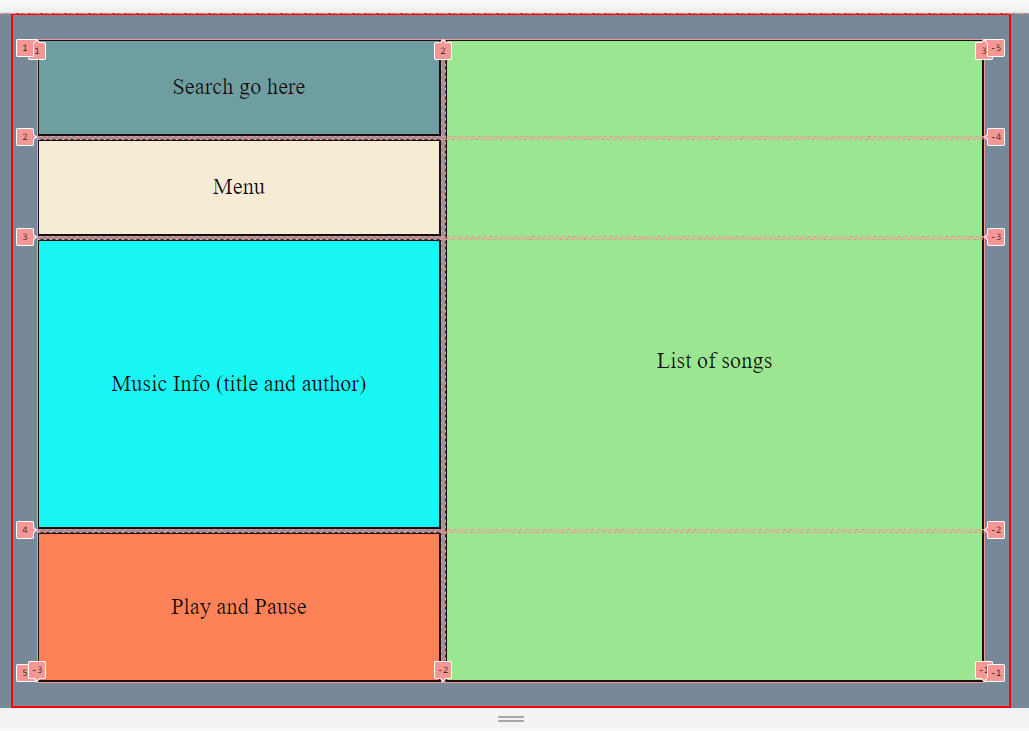 1 1 2 3 -5
Search go here
2 -4
Menu
3 -3
Music Info (title and author)
List of songs
4 -2
Play and Pause
5 -3 -2 -1 -1